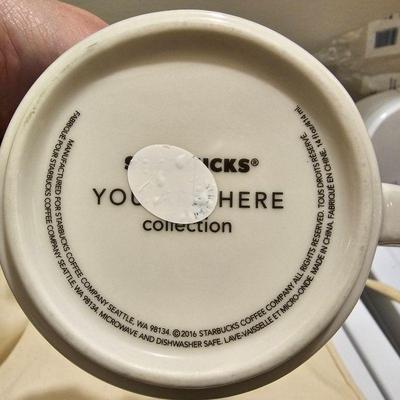 YOU HERE
collection
MANUFACTURED FOR STARBUCKS COFFEE COMPANY SEATTLE, WA 98134. ©2016 STARBUCKS COFFEE COMPANY ALL RIGHTS RESERVED. TOUS DROITS RÉSERVÉ.
FABRIQUÉ POUR STARBUCKS COFFEE COMPANY SEATTLE, WA 98134. MICROWAVE AND DISHWASHER SAFE. LAVE-VAISSELLE ET MICRO-ONDE. MADE IN CHINA. FABRIQUÉ EN CHINE. 14 fl oz/414 ml.